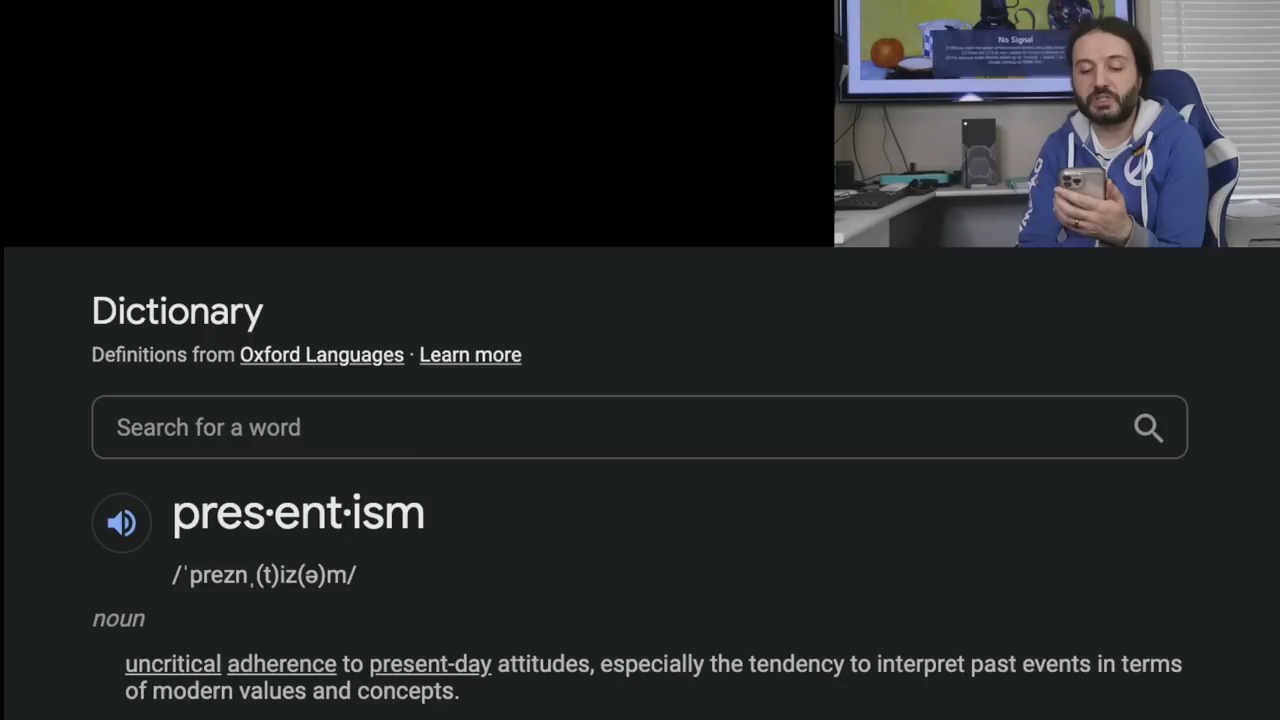 No Signal
Dictionary
Definitions from Oxford Languages · Learn more
Search for a word
pres·ent·ism
/ˈprezn ˌ(t)iz(ə)m/
noun
uncritical adherence to present-day attitudes, especially the tendency to interpret past events in terms
of modern values and concepts.